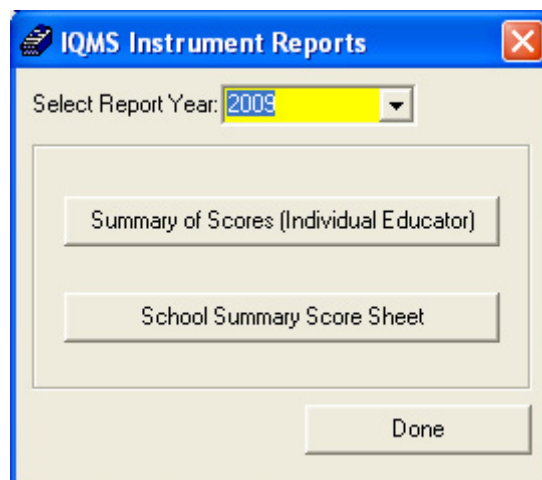 IQMS Instrument Reports
Select Report Year: 2009
Summary of Scores (Individual Educator)
School Summary Score Sheet
Done